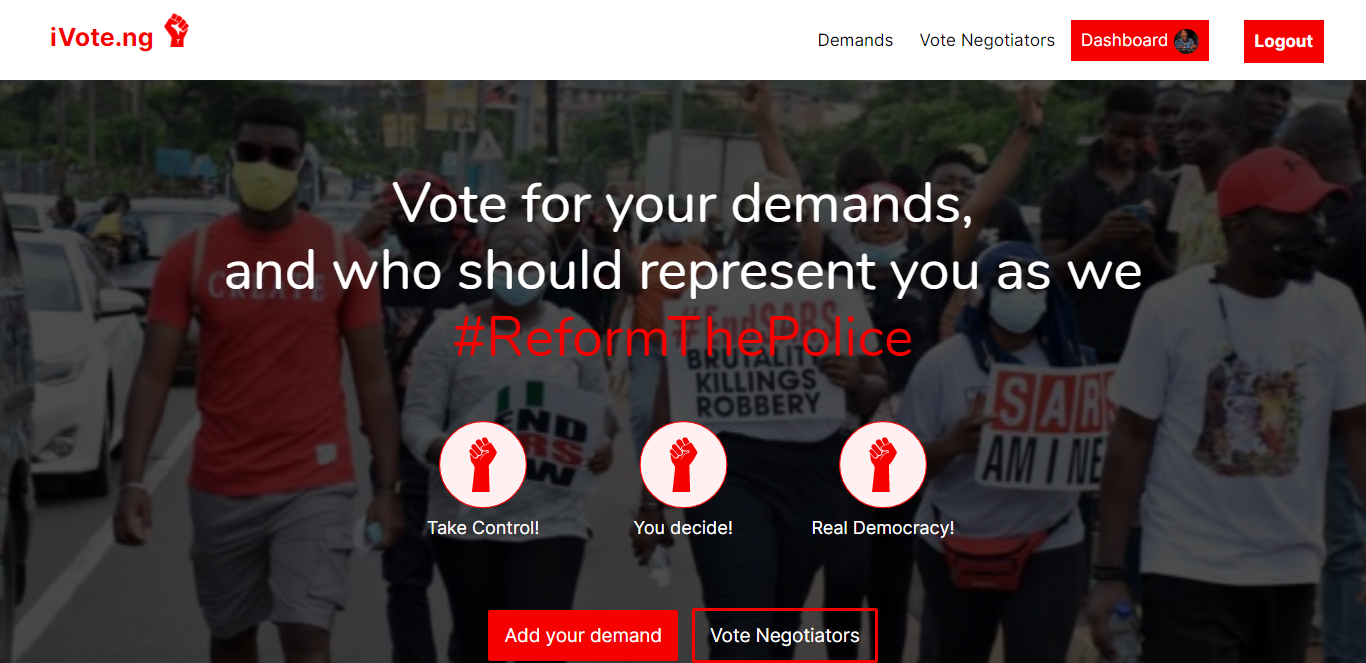 iVote.ng
Demands
Vote Negotiators
Dashboard
Logout
Vote for your demands,
and who should represent you as we
#ReformThePolice
CREATE
#EndSARS
BRUTALITY
KILLINGS
ROBBERY
END
SARS
SARS
AM I NE
Take Control!
You decide!
Real Democracy!
Add your demand
Vote Negotiators